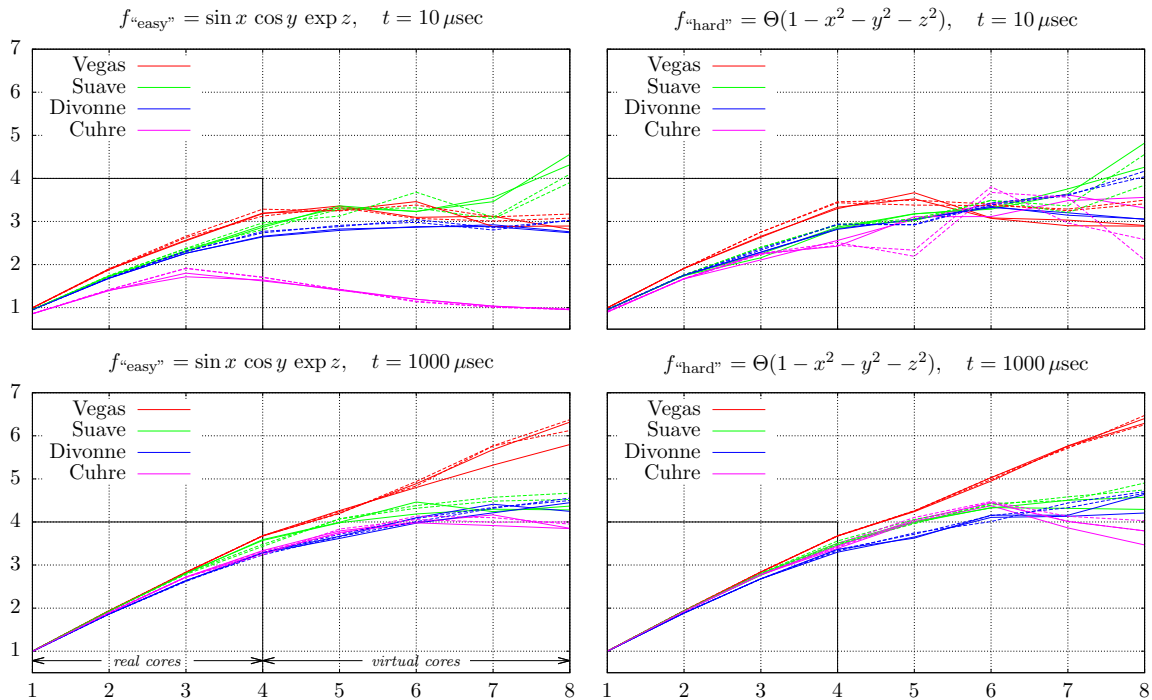 f“easy” = sin x cos y exp z, t = 10 μsec
7
6
5
4
3
2
1
Vegas
Suave
Divonne
Cuhre
f“hard” = Θ(1 − x² − y² − z²), t = 10 μsec
Vegas
Suave
Divonne
Cuhre
f“easy” = sin x cos y exp z, t = 1000 μsec
7
6
5
4
3
2
1
Vegas
Suave
Divonne
Cuhre
real cores
virtual cores
1 2 3 4 5 6 7 8
f“hard” = Θ(1 − x² − y² − z²), t = 1000 μsec
Vegas
Suave
Divonne
Cuhre
1 2 3 4 5 6 7 8